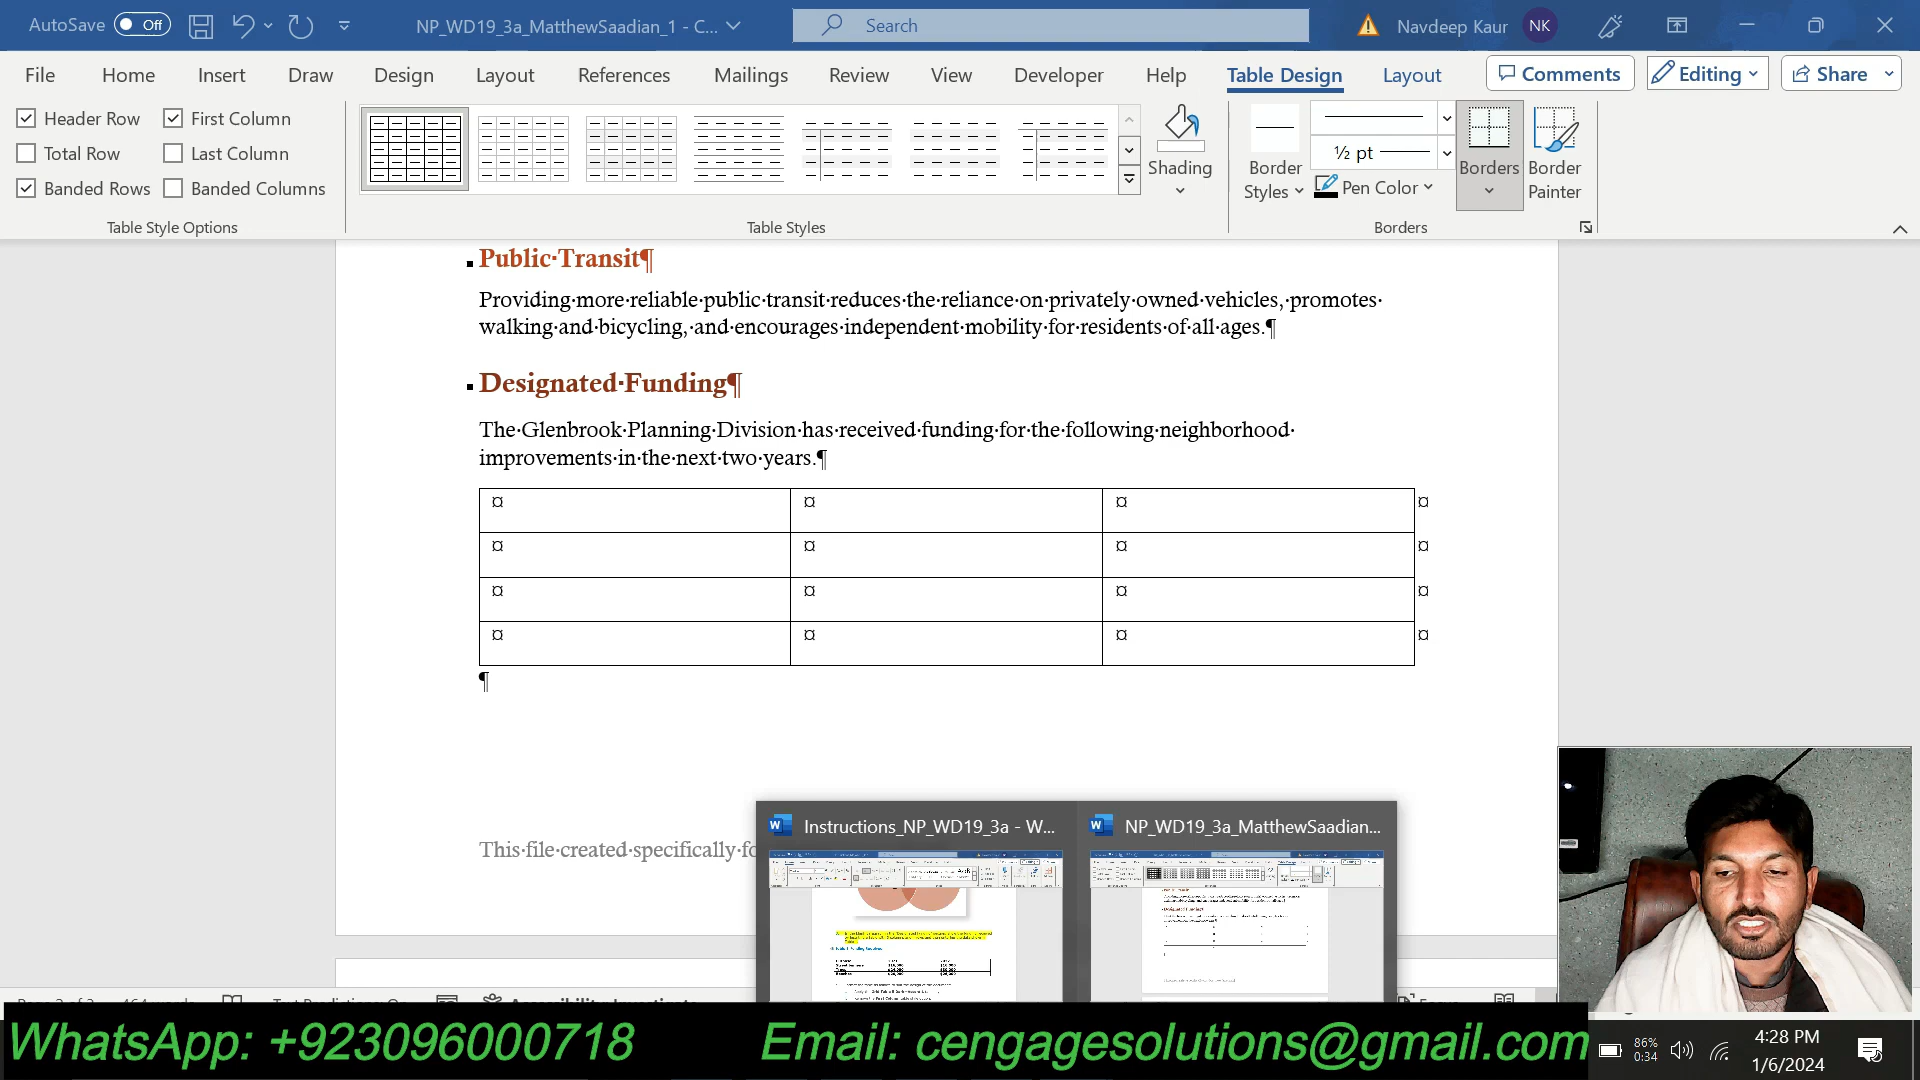 AutoSave Off NP_WD19_3a_MatthewSaadian_1 - C... Search Navdeep Kaur NK
File Home Insert Draw Design Layout References Mailings Review View Developer Help Table Design Layout Comments Editing Share
Header Row First Column
Total Row Last Column
Banded Rows Banded Columns
Table Style Options
Table Styles
Shading
Border Styles
½ pt
Pen Color
Borders
Border Painter
Borders
Public·Transit¶
Providing·more·reliable·public·transit·reduces·the·reliance·on·privately·owned·vehicles,·promotes·
walking·and·bicycling,·and·encourages·independent·mobility·for·residents·of·all·ages.¶
Designated·Funding¶
The·Glenbrook·Planning·Division·has·received·funding·for·the·following·neighborhood·
improvements·in·the·next·two·years.¶
¤ ¤ ¤ ¤
¤ ¤ ¤ ¤
¤ ¤ ¤ ¤
¤ ¤ ¤ ¤
¶
This·file·created·specifically·fo
Instructions_NP_WD19_3a - W...
NP_WD19_3a_MatthewSaadian...
WhatsApp: +923096000718 Email: cengagesolutions@gmail.com
86%
0:34
4:28 PM
1/6/2024